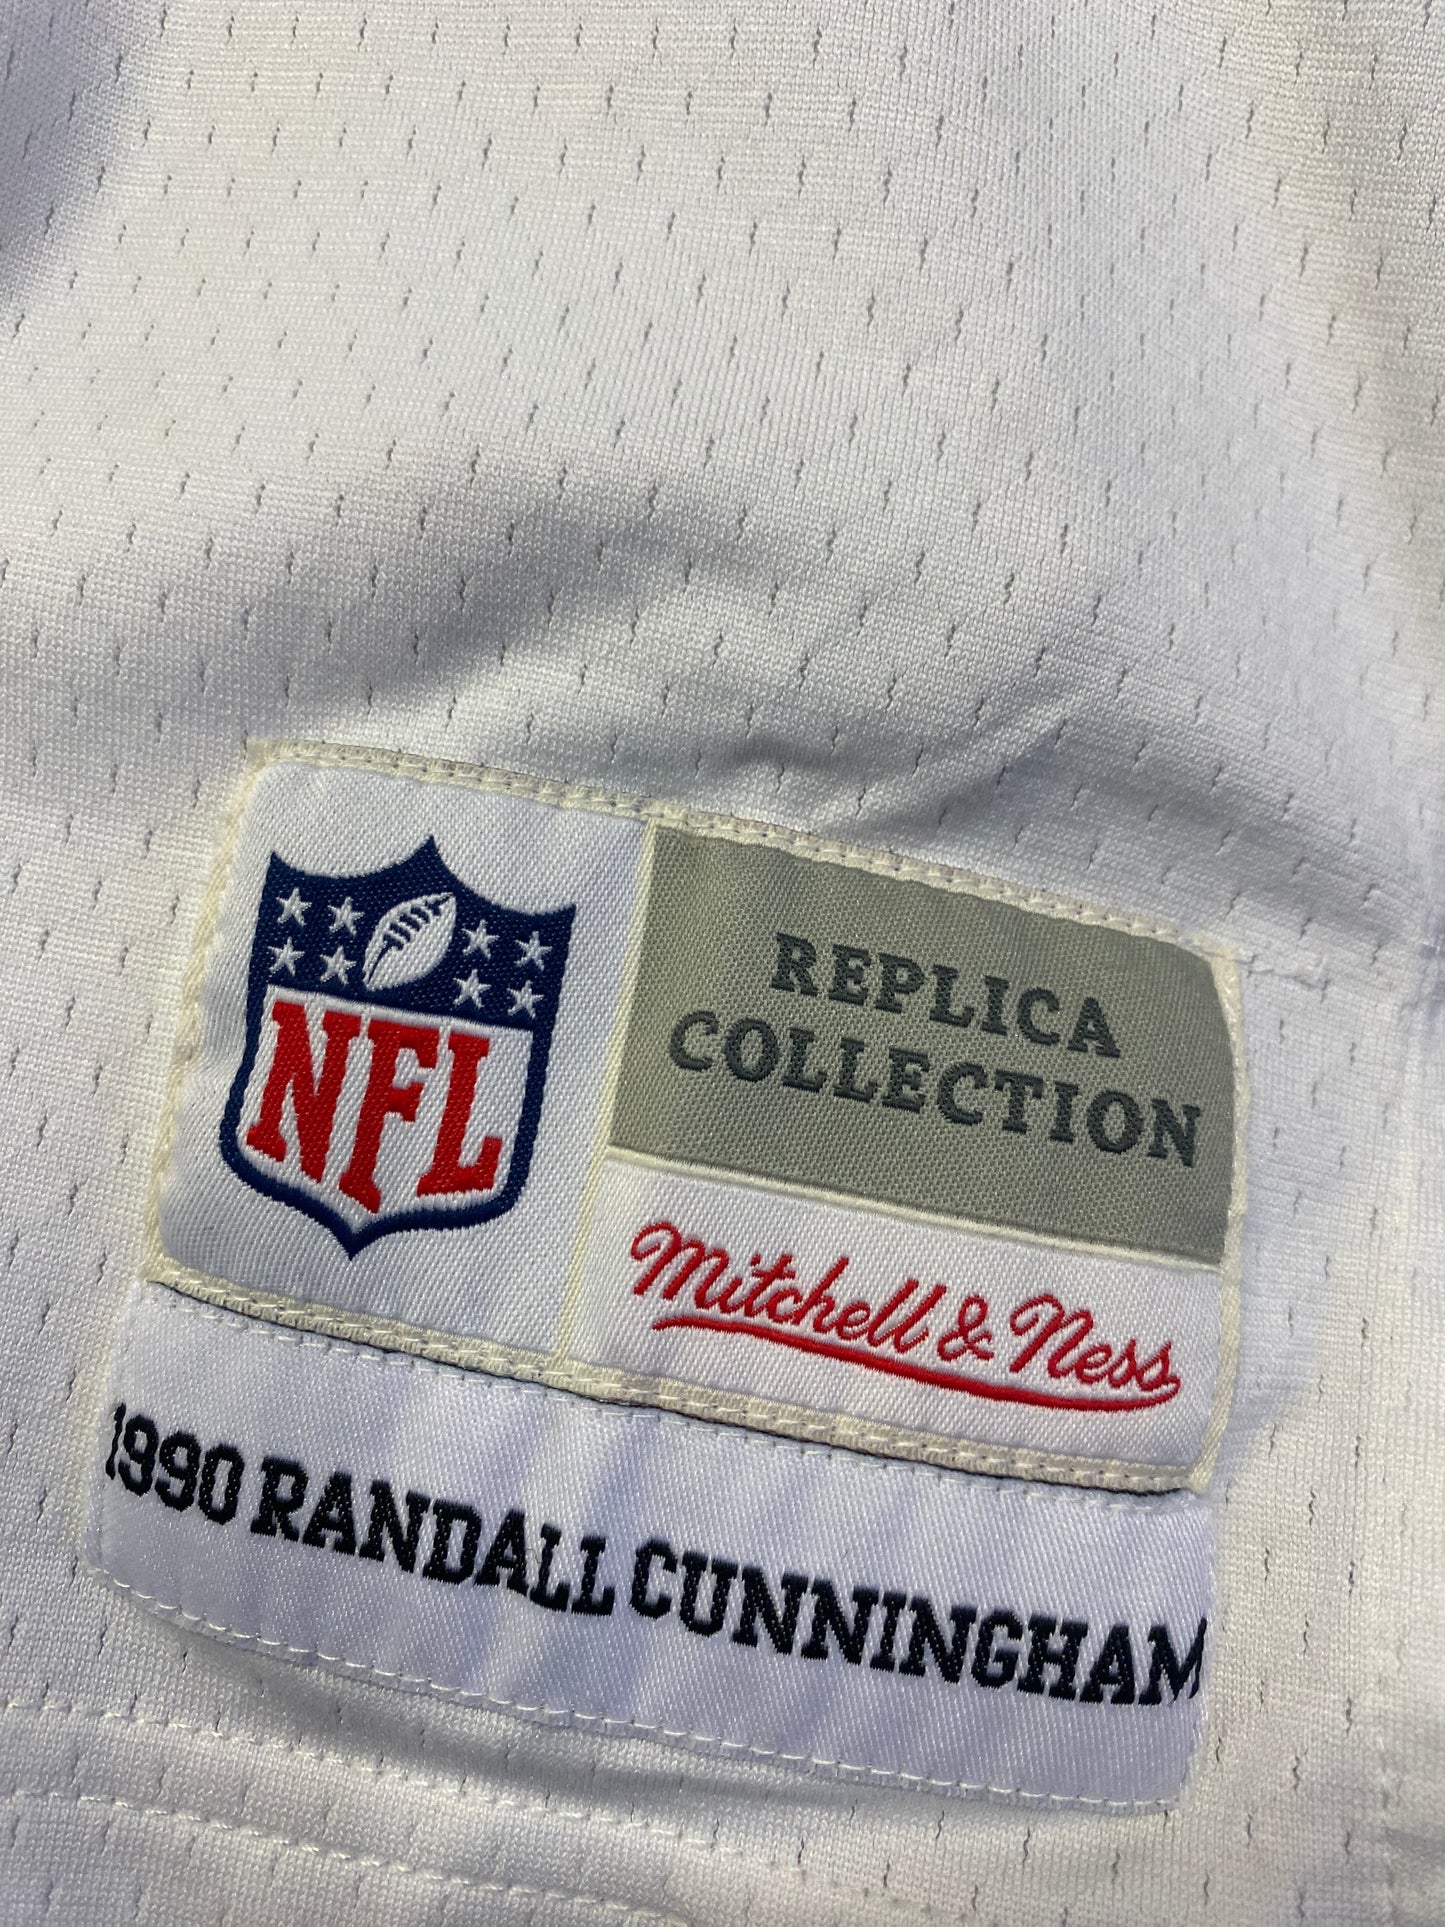 NFL
REPLICA
COLLECTION
Mitchell & Ness
1990 RANDALL CUNNINGHAM